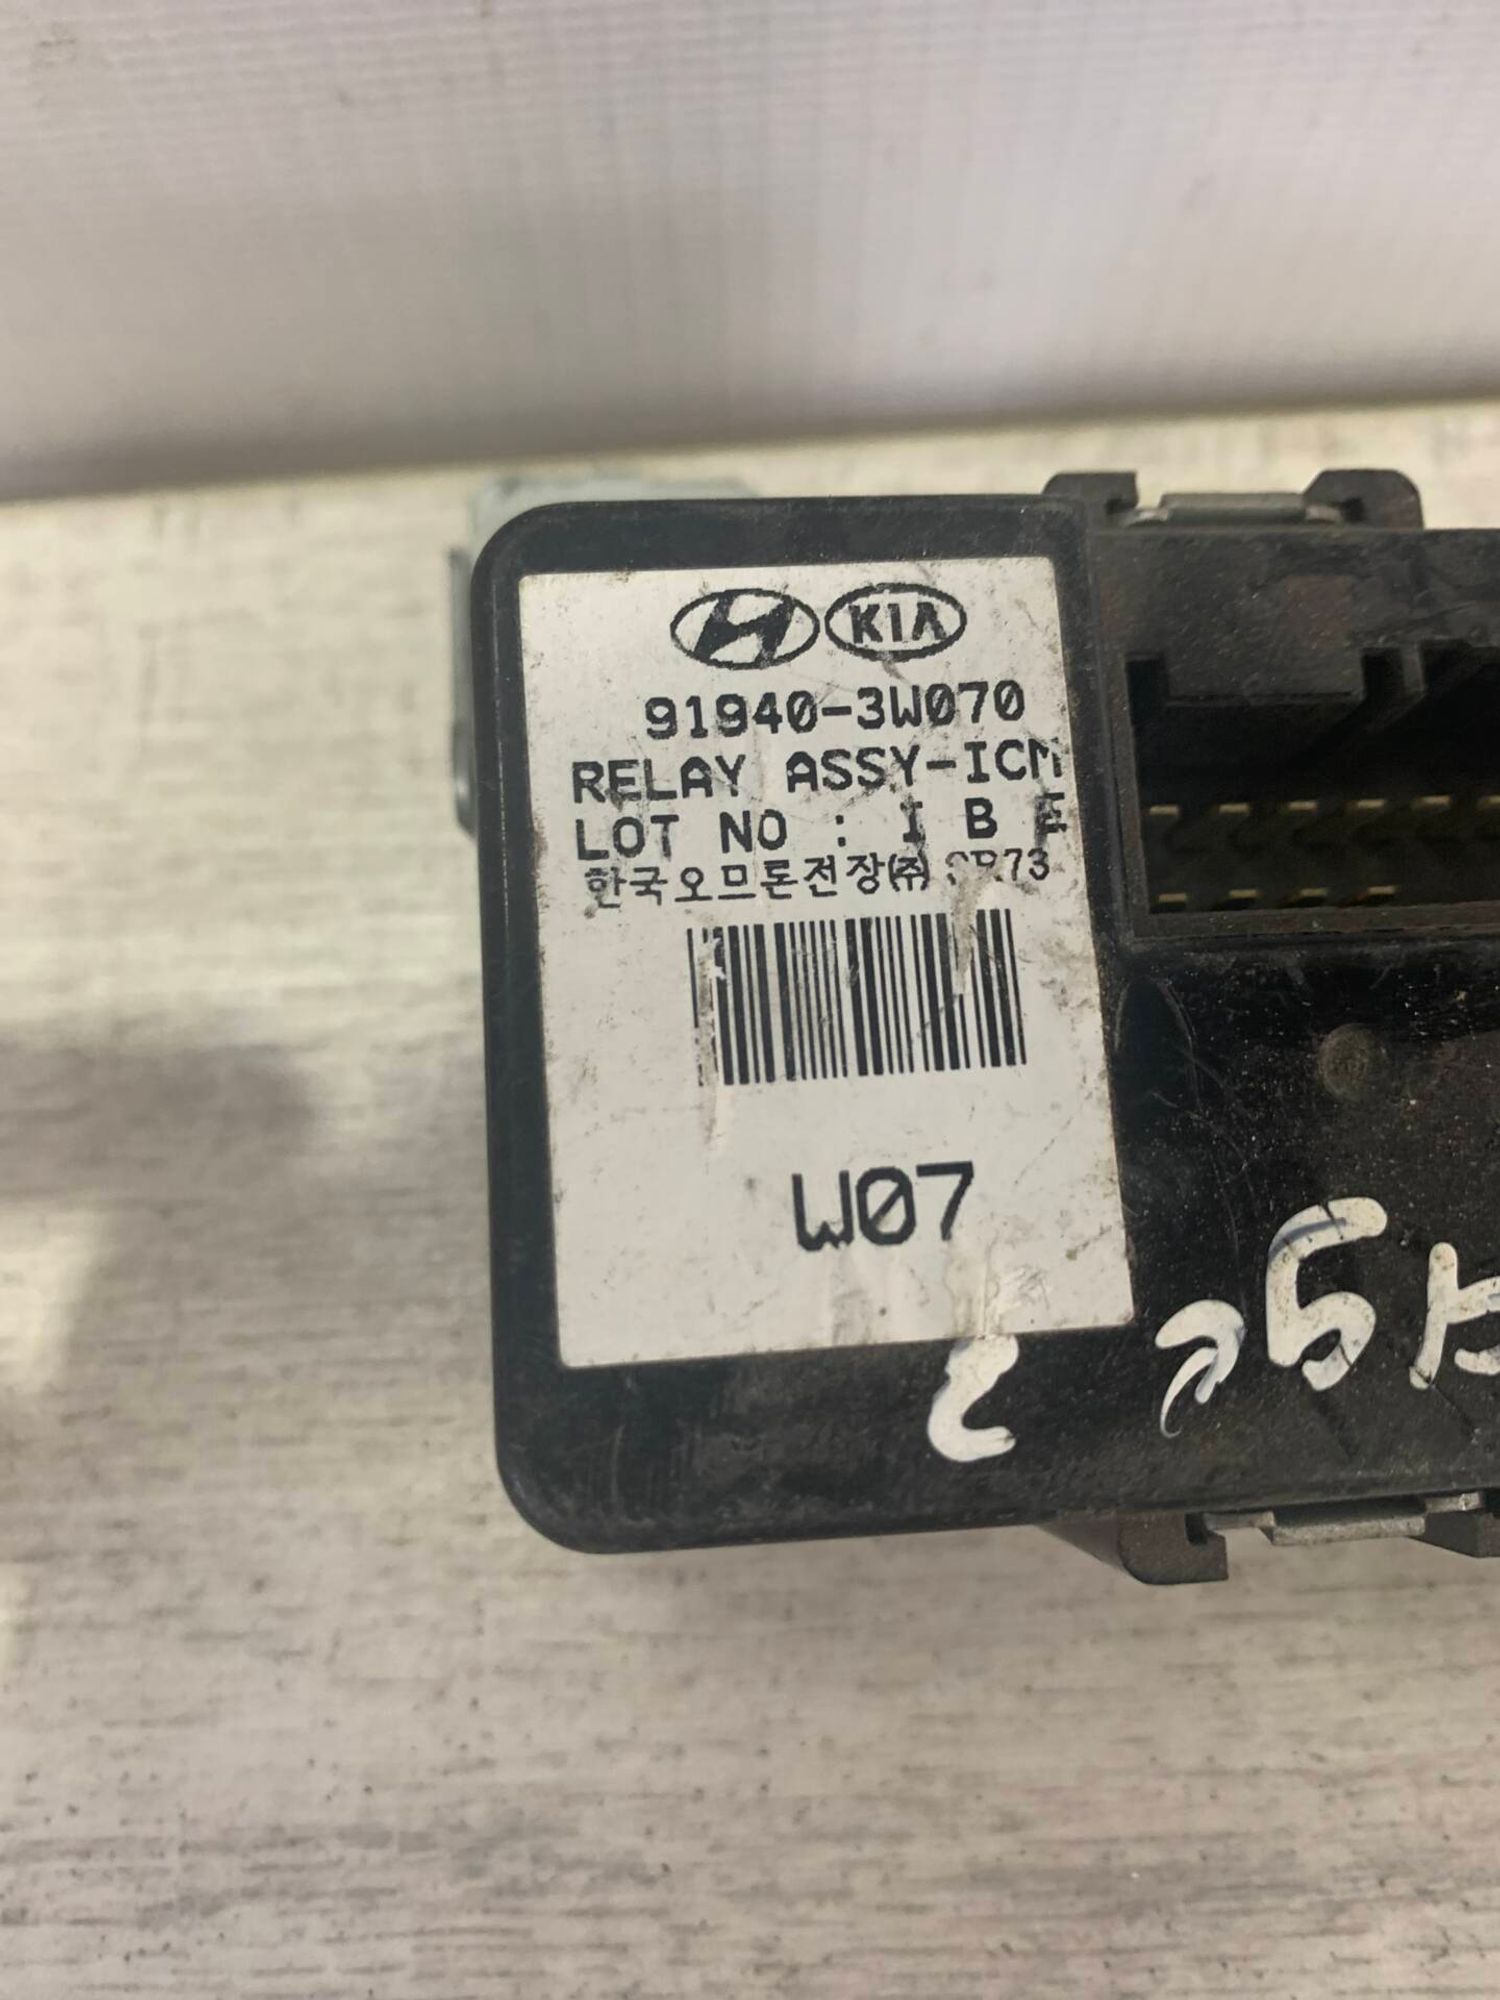 KIA
91940-3W070
RELAY ASSY-ICM
LOT NO : I B E
한국오므론전장(주)
W07